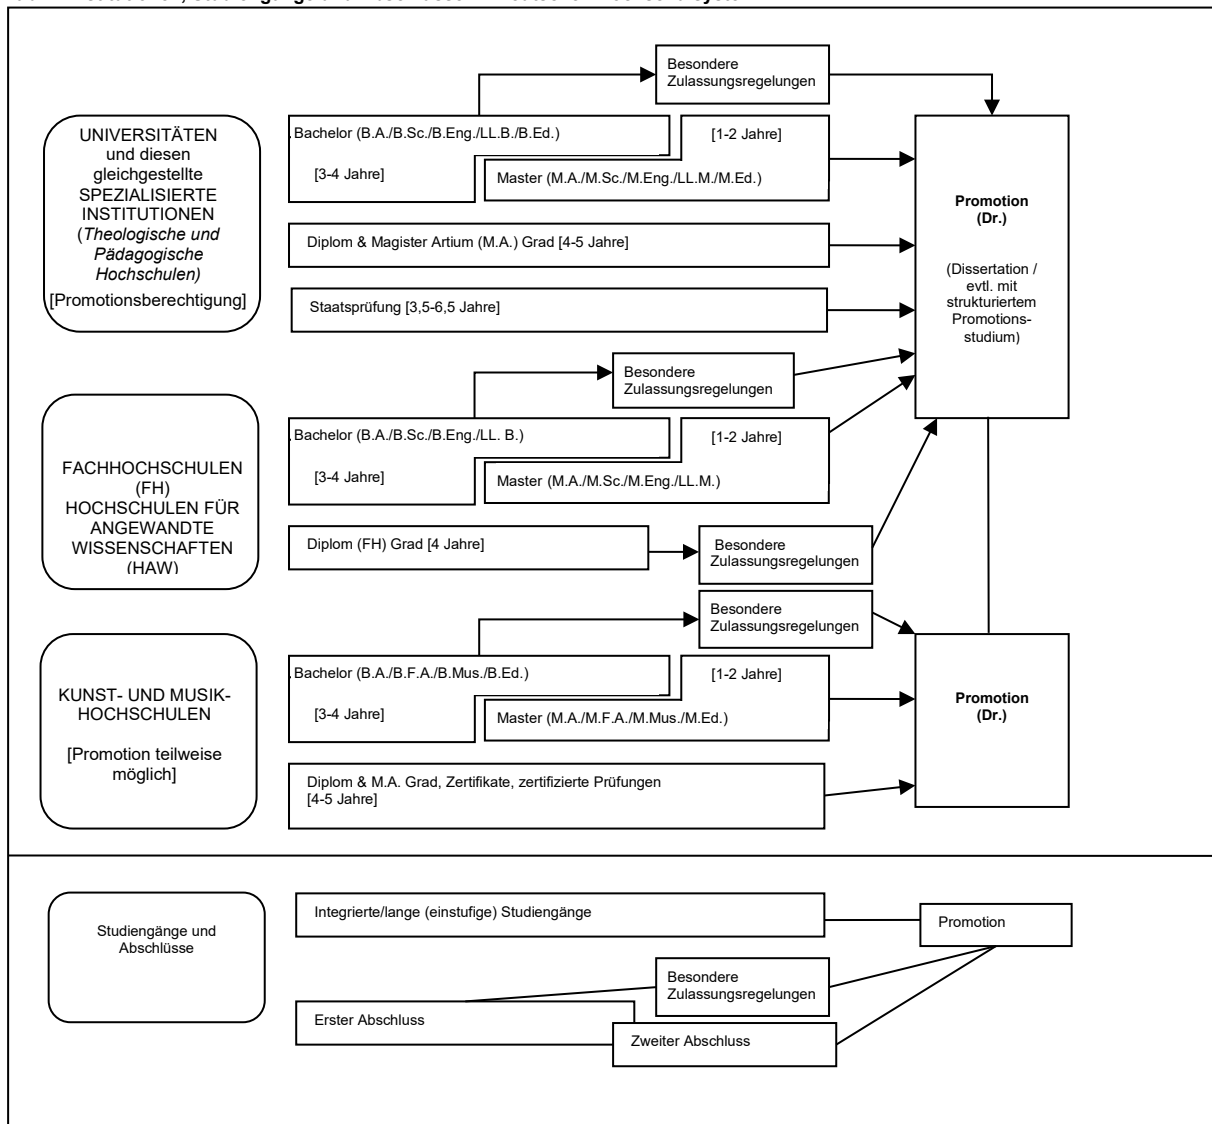 Besondere
Zulassungsregelungen
UNIVERSITÄTEN
und diesen
gleichgestellte
SPEZIALISIERTE
INSTITUTIONEN
(Theologische und
Pädagogische
Hochschulen)
[Promotionsberechtigung]
Bachelor (B.A./B.Sc./B.Eng./LL.B./B.Ed.)
[1-2 Jahre]
[3-4 Jahre]
Master (M.A./M.Sc./M.Eng./LL.M./M.Ed.)
Diplom & Magister Artium (M.A.) Grad [4-5 Jahre]
Staatsprüfung [3,5-6,5 Jahre]
Promotion
(Dr.)
(Dissertation /
evtl. mit
strukturiertem
Promotions-
studium)
Besondere
Zulassungsregelungen
FACHHOCHSCHULEN
(FH)
HOCHSCHULEN FÜR
ANGEWANDTE
WISSENSCHAFTEN
(HAW)
Bachelor (B.A./B.Sc./B.Eng./LL. B.)
[1-2 Jahre]
[3-4 Jahre]
Master (M.A./M.Sc./M.Eng./LL.M.)
Diplom (FH) Grad [4 Jahre]
Besondere
Zulassungsregelungen
Besondere
Zulassungsregelungen
KUNST- UND MUSIK-
HOCHSCHULEN
[Promotion teilweise
möglich]
Bachelor (B.A./B.F.A./B.Mus./B.Ed.)
[1-2 Jahre]
[3-4 Jahre]
Master (M.A./M.F.A./M.Mus./M.Ed.)
Diplom & M.A. Grad, Zertifikate, zertifizierte Prüfungen
[4-5 Jahre]
Promotion
(Dr.)
Studiengänge und
Abschlüsse
Integrierte/lange (einstufige) Studiengänge
Promotion
Besondere
Zulassungsregelungen
Erster Abschluss
Zweiter Abschluss